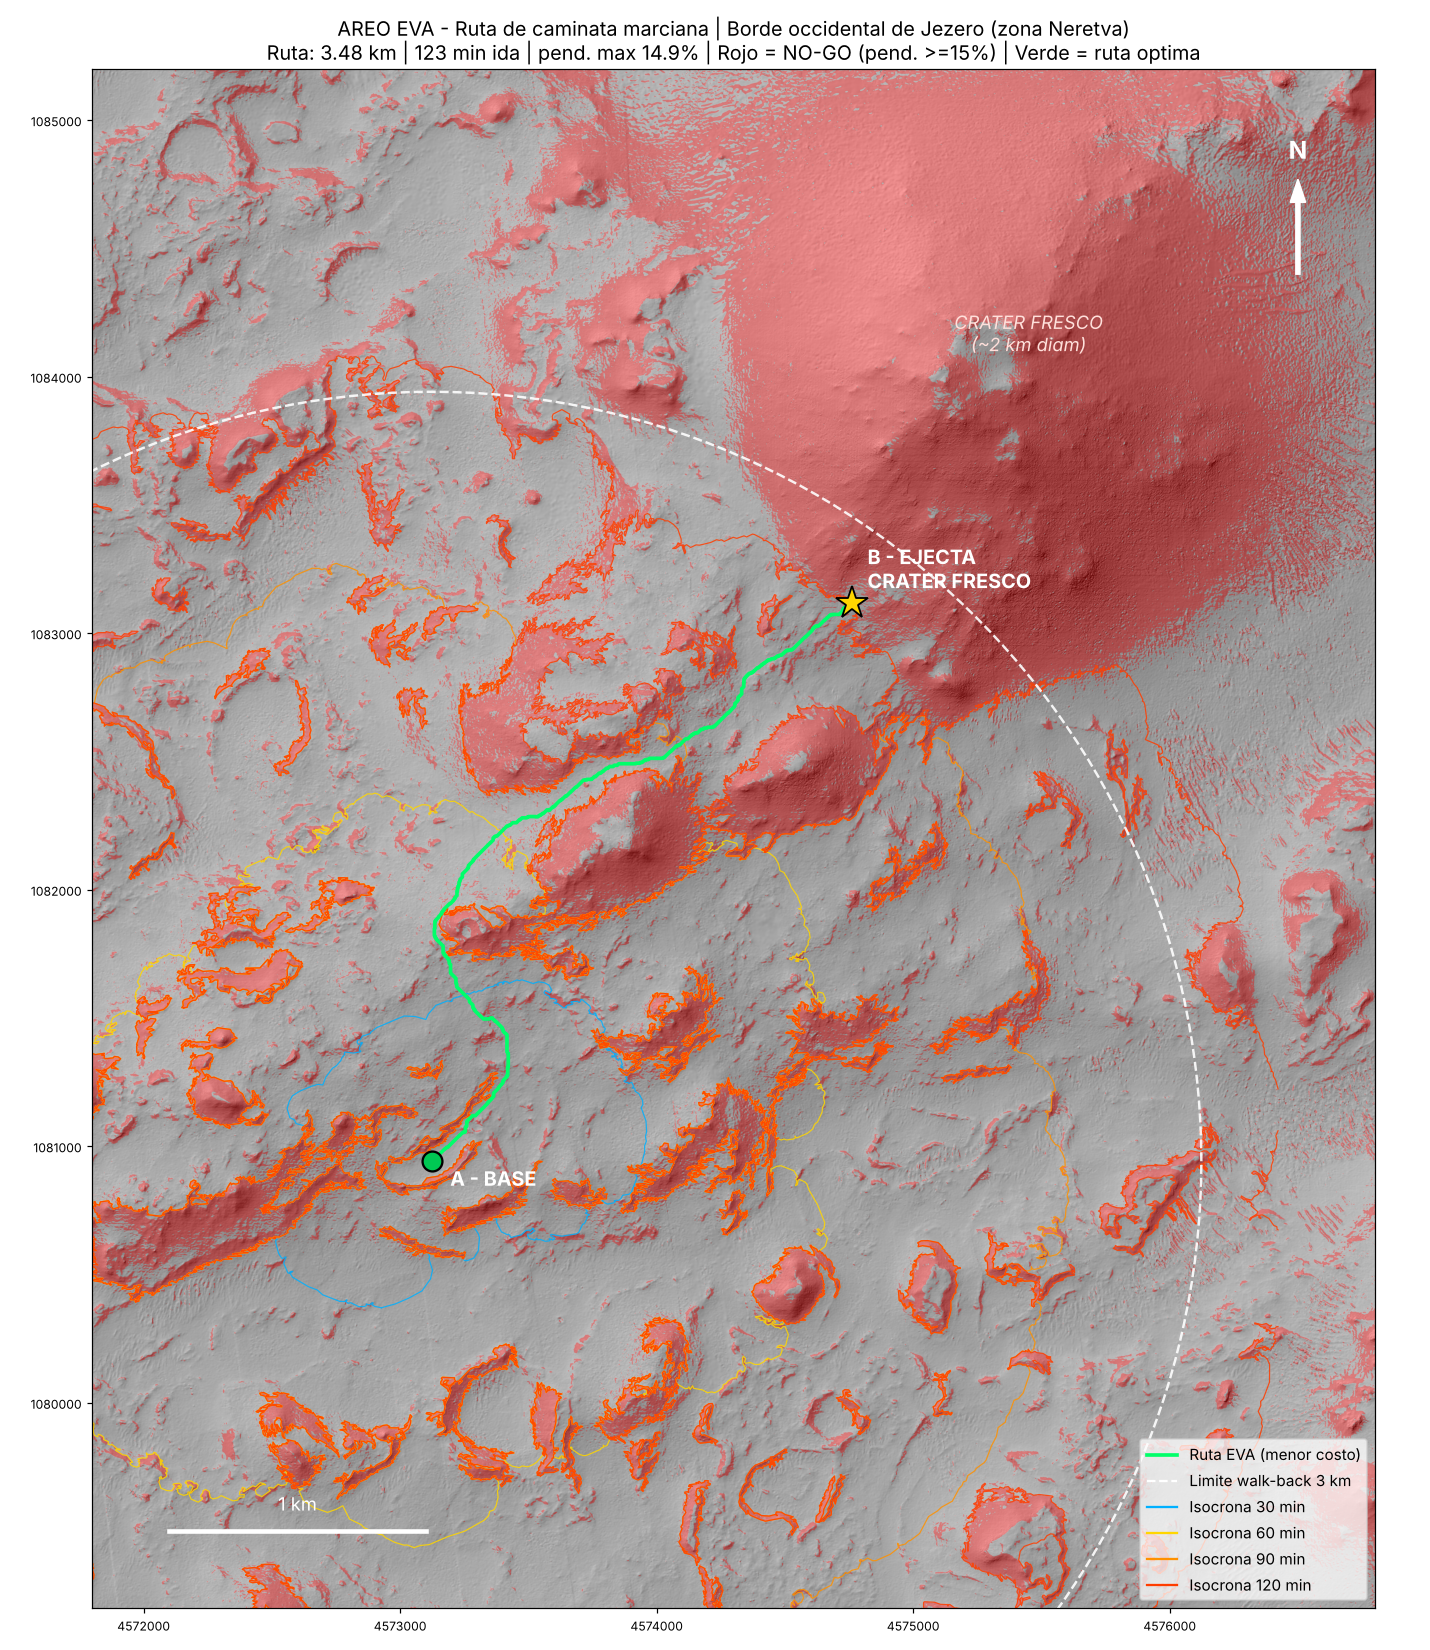 AREO EVA - Ruta de caminata marciana | Borde occidental de Jezero (zona Neretva)
Ruta: 3.48 km | 123 min ida | pend. max 14.9% | Rojo = NO-GO (pend. >=15%) | Verde = ruta optima
1085000
1084000
1083000
1082000
1081000
1080000
N
CRATER FRESCO
(~2 km diam)
B - EJECTA
CRATER FRESCO
A - BASE
1 km
Ruta EVA (menor costo)
Limite walk-back 3 km
Isocrona 30 min
Isocrona 60 min
Isocrona 90 min
Isocrona 120 min
4572000
4573000
4574000
4575000
4576000